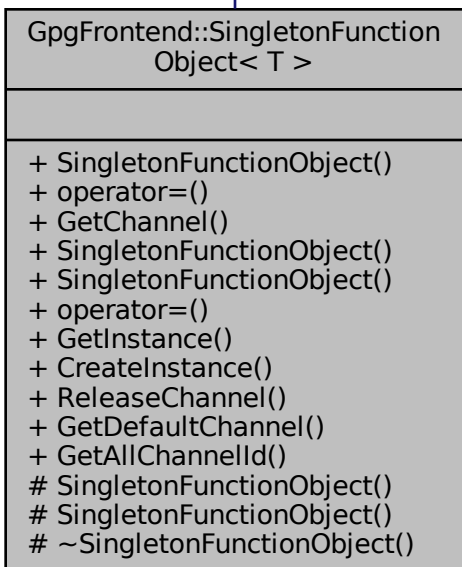 GpgFrontend::SingletonFunction
Object< T >
+ SingletonFunctionObject()
+ operator=()
+ GetChannel()
+ SingletonFunctionObject()
+ SingletonFunctionObject()
+ operator=()
+ GetInstance()
+ CreateInstance()
+ ReleaseChannel()
+ GetDefaultChannel()
+ GetAllChannelId()
# SingletonFunctionObject()
# SingletonFunctionObject()
# ~SingletonFunctionObject()